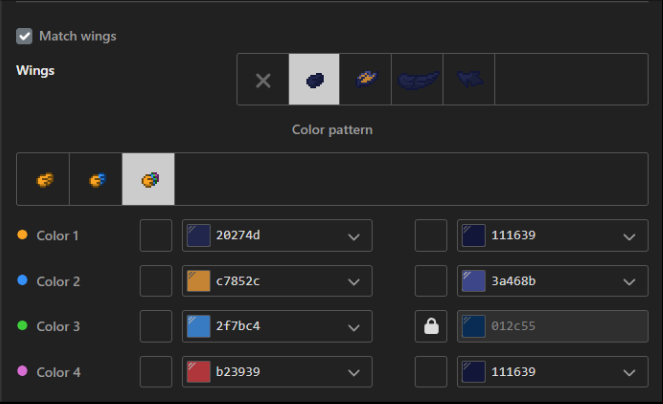 Match wings
Wings
Color pattern
Color 1 20274d 111639
Color 2 c7852c 3a468b
Color 3 2f7bc4 012c55
Color 4 b23939 111639